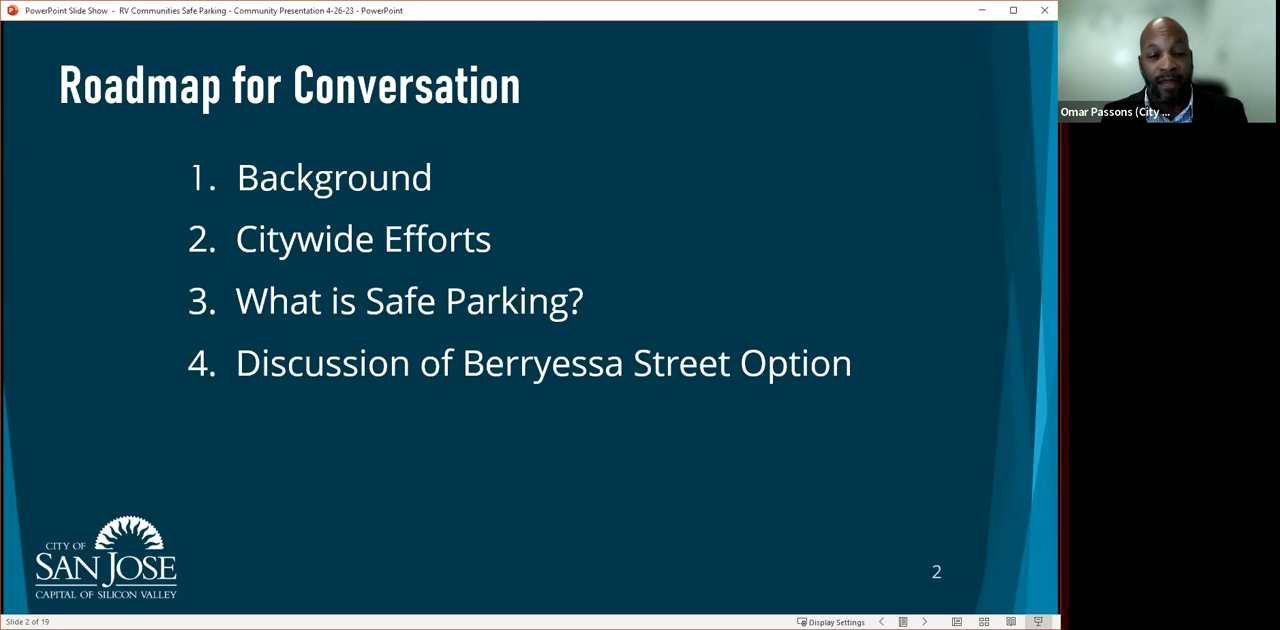 PowerPoint Slide Show - RV Communities Safe Parking - Community Presentation 4-26-23 - PowerPoint
Roadmap for Conversation
1. Background
2. Citywide Efforts
3. What is Safe Parking?
4. Discussion of Berryessa Street Option
CITY OF
SAN JOSE
CAPITAL OF SILICON VALLEY
2
Slide 2 of 19
Display Settings
Omar Passons (City ...